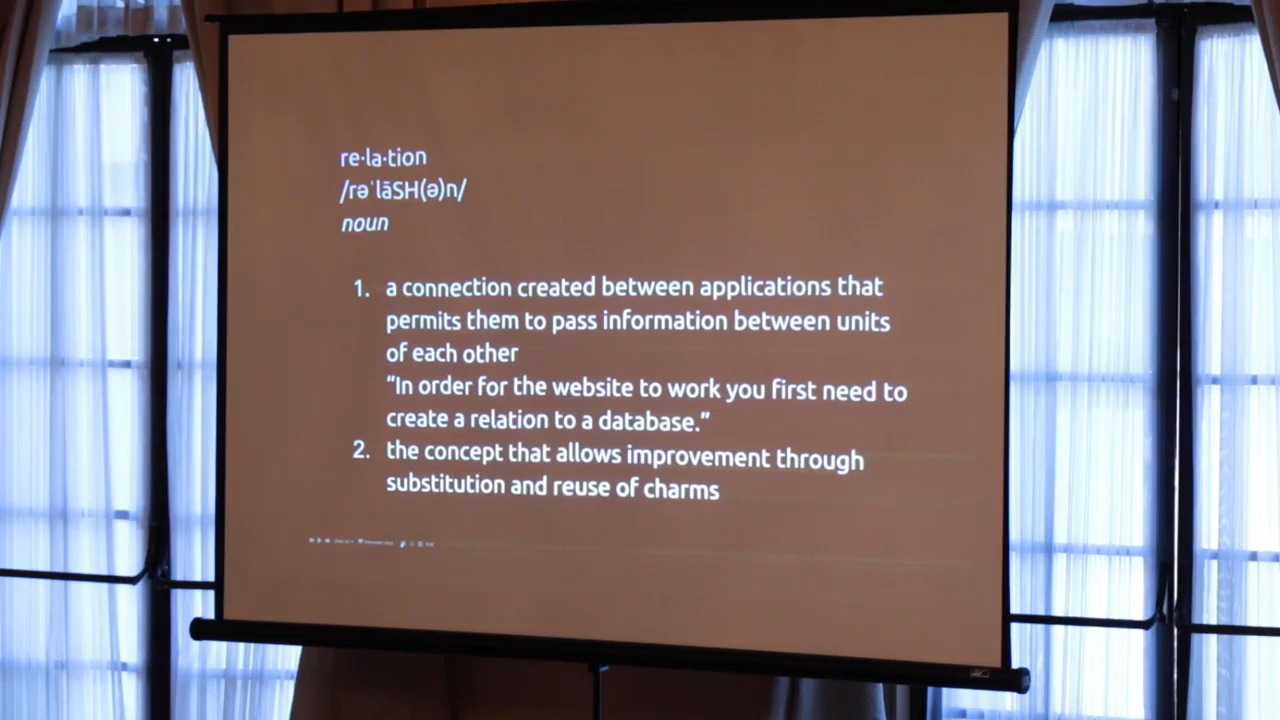 re·la·tion
/rəˈlāSH(ə)n/
noun
1. a connection created between applications that
permits them to pass information between units
of each other
“In order for the website to work you first need to
create a relation to a database.”
2. the concept that allows improvement through
substitution and reuse of charms